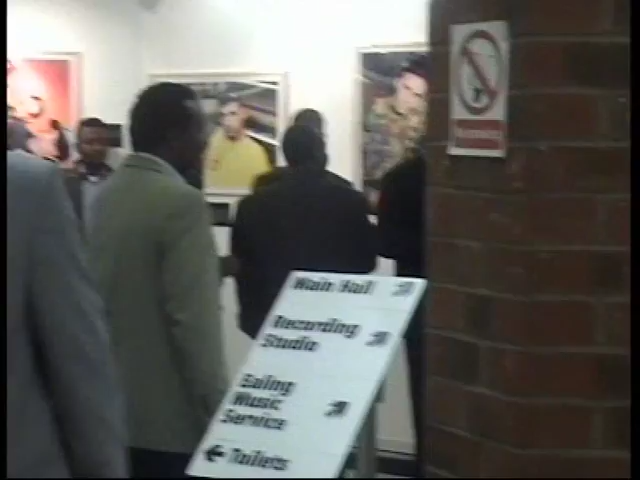 Main Hall
Recording
Studio
Ealing
Music
Service
Toilets